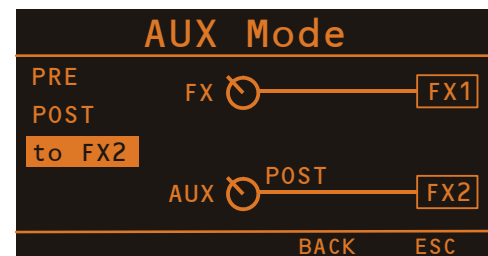 AUX Mode
PRE
POST
to FX2
FX
FX1
POST
AUX
FX2
BACK ESC